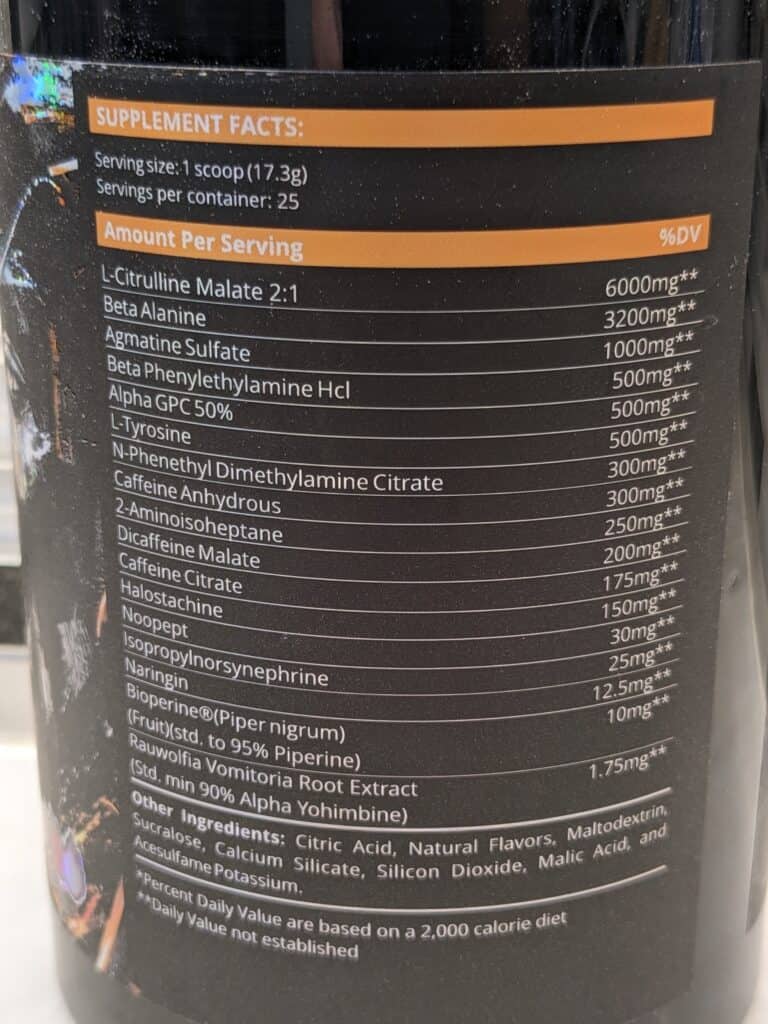 SUPPLEMENT FACTS:
Serving size: 1 scoop (17.3g)
Servings per container: 25
Amount Per Serving %DV
L-Citrulline Malate 2:1 6000mg**
Beta Alanine 3200mg**
Agmatine Sulfate 1000mg**
Beta Phenylethylamine Hcl 500mg**
Alpha GPC 50% 500mg**
L-Tyrosine 500mg**
N-Phenethyl Dimethylamine Citrate 300mg**
Caffeine Anhydrous 300mg**
2-Aminoisoheptane 250mg**
Dicaffeine Malate 200mg**
Caffeine Citrate 175mg**
Halostachine 150mg**
Noopept 30mg**
Isopropylnorsynephrine 25mg**
Naringin 12.5mg**
Bioperine®(Piper nigrum) 10mg**
(Fruit)(std. to 95% Piperine)
Rauwolfia Vomitoria Root Extract 1.75mg**
(Std. min 90% Alpha Yohimbine)
Other Ingredients: Citric Acid, Natural Flavors, Maltodextrin,
Sucralose, Calcium Silicate, Silicon Dioxide, Malic Acid, and
Acesulfame Potassium.
*Percent Daily Value are based on a 2,000 calorie diet
**Daily Value not established